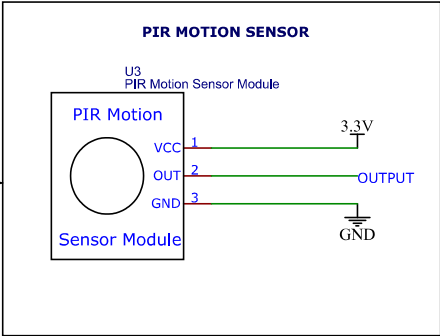 PIR MOTION SENSOR
U3
PIR Motion Sensor Module
PIR Motion
3.3V
VCC 1
OUT 2
OUTPUT
GND 3
Sensor Module
GND